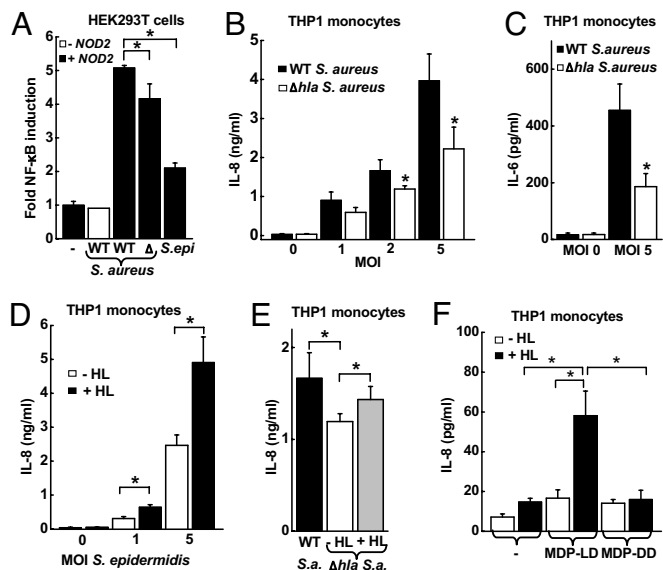 A
HEK293T cells
- NOD2
+ NOD2
*
*
Fold NF-κB induction
6
5
4
3
2
1
0
- WT WT Δ S.epi
S. aureus
B
THP1 monocytes
WT S. aureus
Δhla S.aureus
IL-8 (ng/ml)
5
4
3
2
1
0
*
*
0 1 2 5
MOI
C
THP1 monocytes
WT S.aureus
Δhla S.aureus
IL-6 (pg/ml)
600
400
200
0
*
MOI 0 MOI 5
D
THP1 monocytes
- HL
+ HL
IL-8 (ng/ml)
6
5
4
3
2
1
0
*
*
0 1 5
MOI S. epidermidis
E
THP1 monocytes
IL-8 (ng/ml)
2
1
0
*
*
WT - HL + HL
S.a. Δhla S.a.
F
THP1 monocytes
- HL
+ HL
IL-8 (pg/ml)
80
60
40
20
0
*
*
*
- MDP-LD MDP-DD